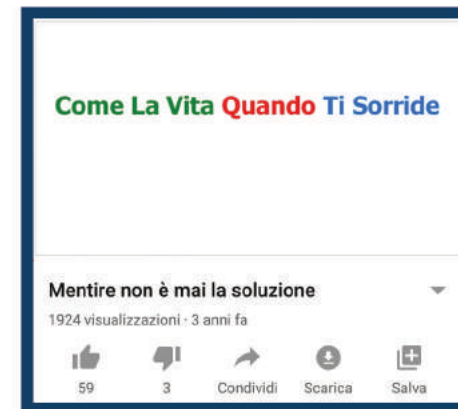 Come La Vita Quando Ti Sorride
Mentire non è mai la soluzione
1924 visualizzazioni · 3 anni fa
59 3 Condividi Scarica Salva